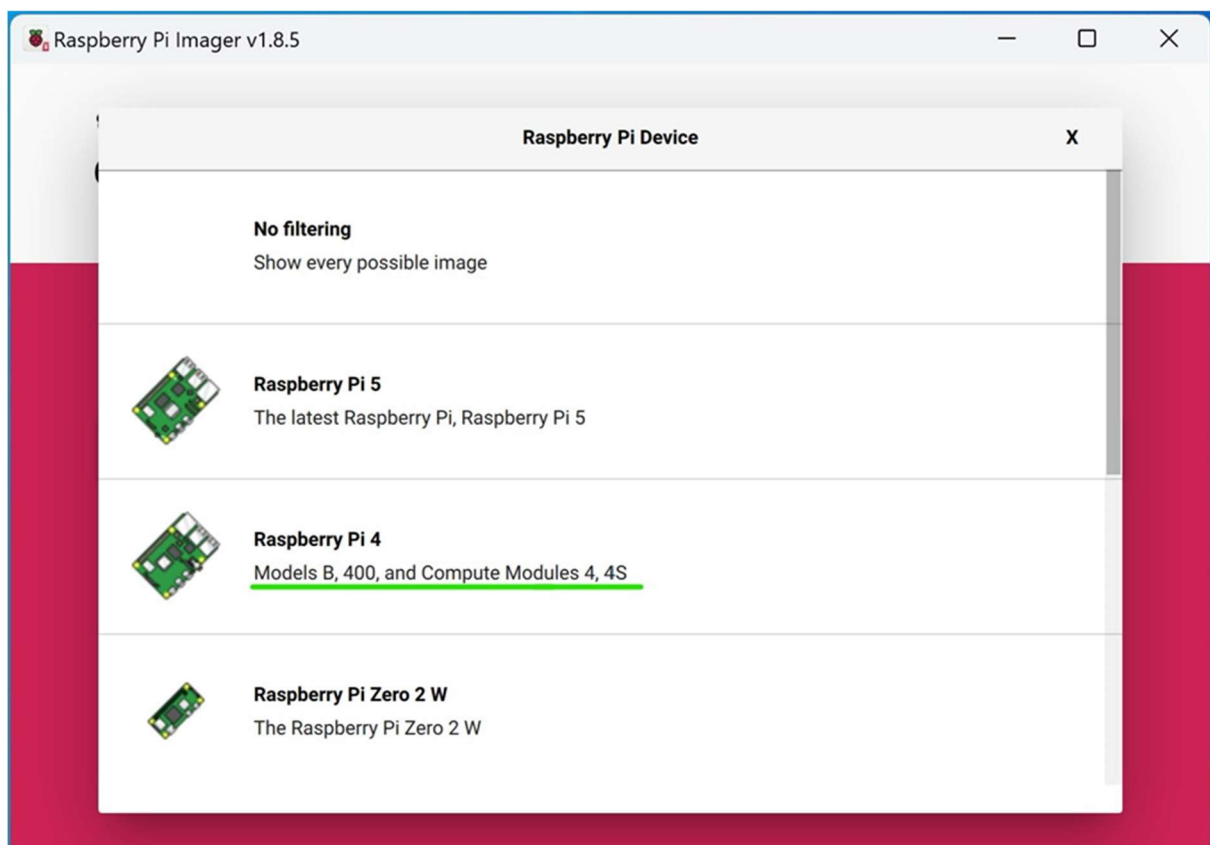 Raspberry Pi Imager v1.8.5
Raspberry Pi Device
X
No filtering
Show every possible image
Raspberry Pi 5
The latest Raspberry Pi, Raspberry Pi 5
Raspberry Pi 4
Models B, 400, and Compute Modules 4, 4S
Raspberry Pi Zero 2 W
The Raspberry Pi Zero 2 W